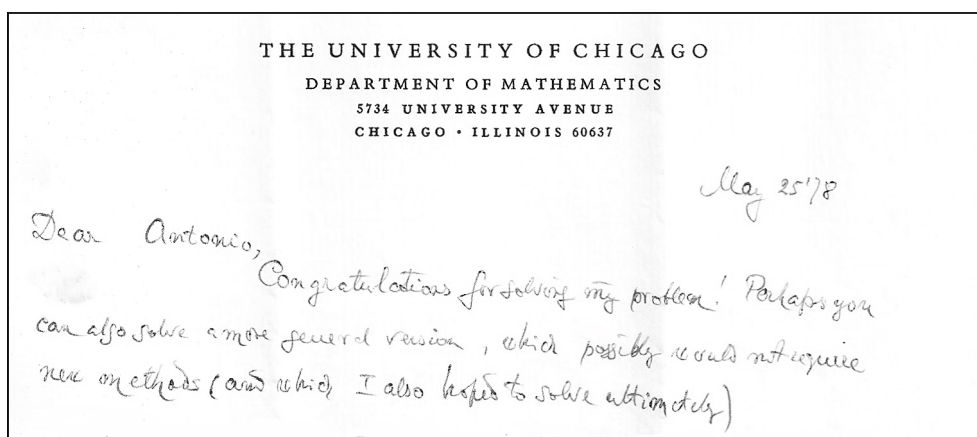 THE UNIVERSITY OF CHICAGO
DEPARTMENT OF MATHEMATICS
5734 UNIVERSITY AVENUE
CHICAGO • ILLINOIS 60637
May 25'78
Dear Antonio,
Congratulations for solving my problem! Perhaps you
can also solve a more general version, which possibly would not require
new methods (and which I also hoped to solve ultimately)